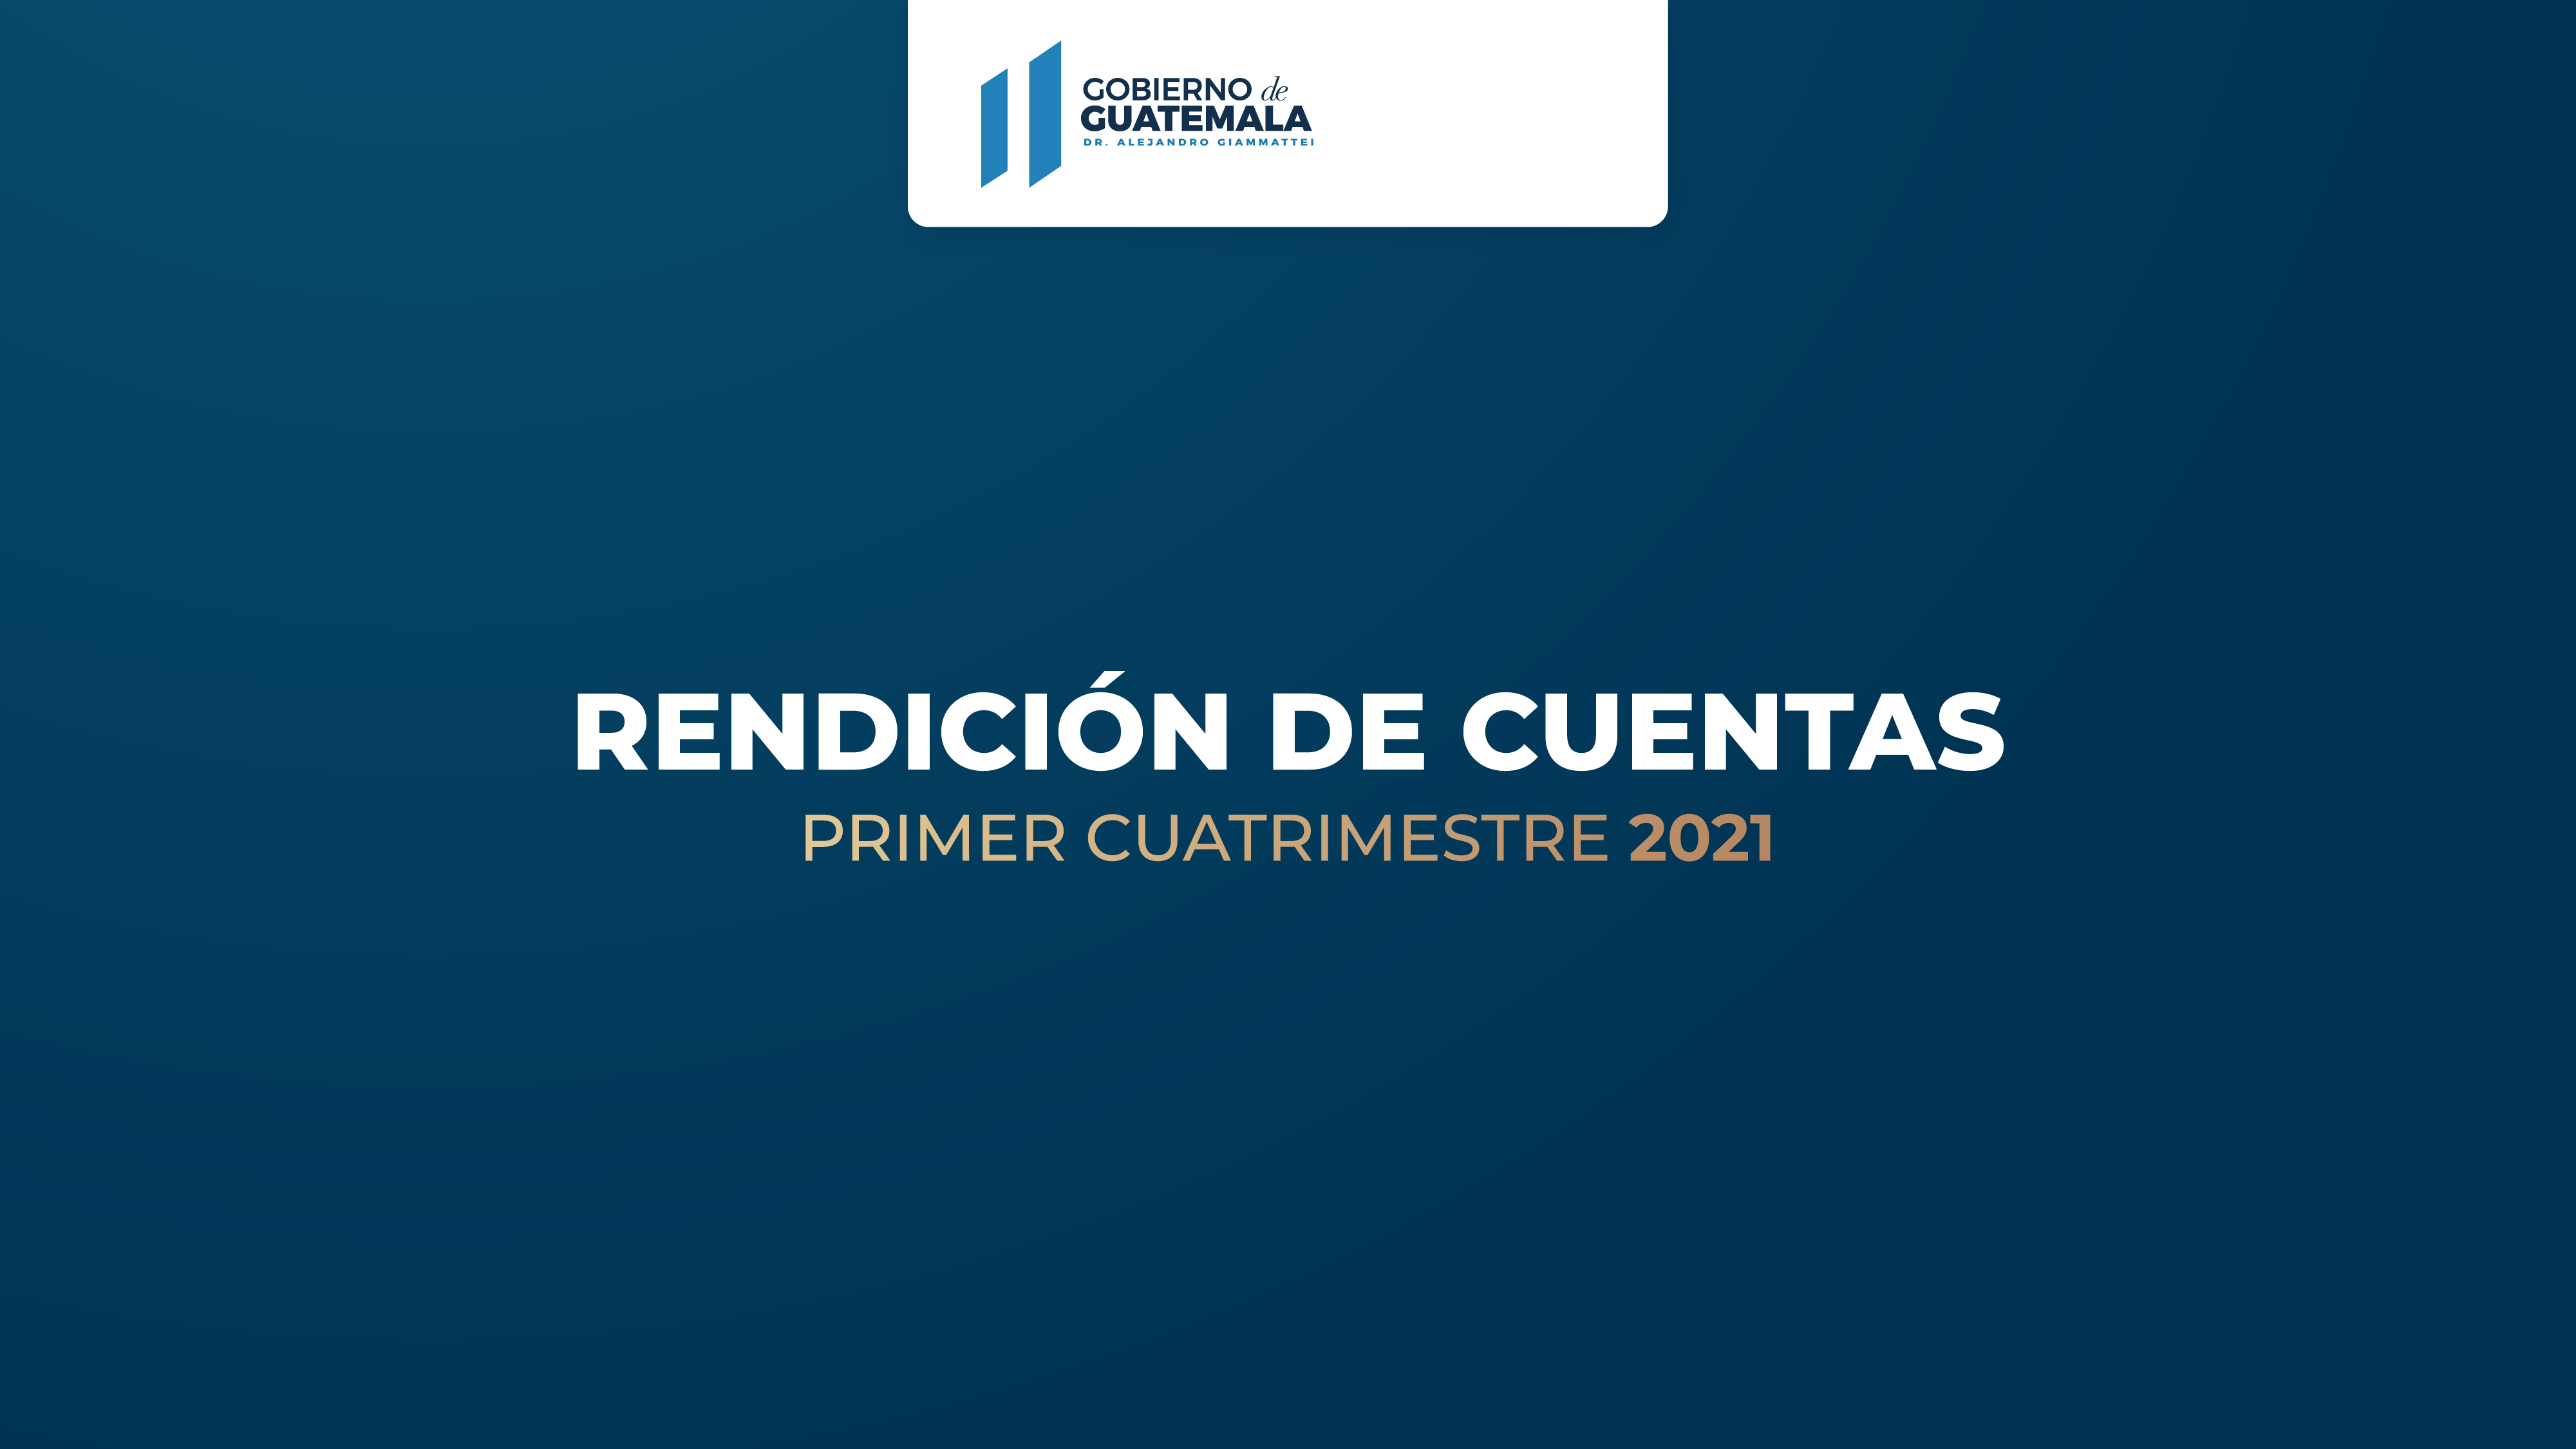 GOBIERNO de
GUATEMALA
DR. ALEJANDRO GIAMMATTEI
RENDICIÓN DE CUENTAS
PRIMER CUATRIMESTRE 2021